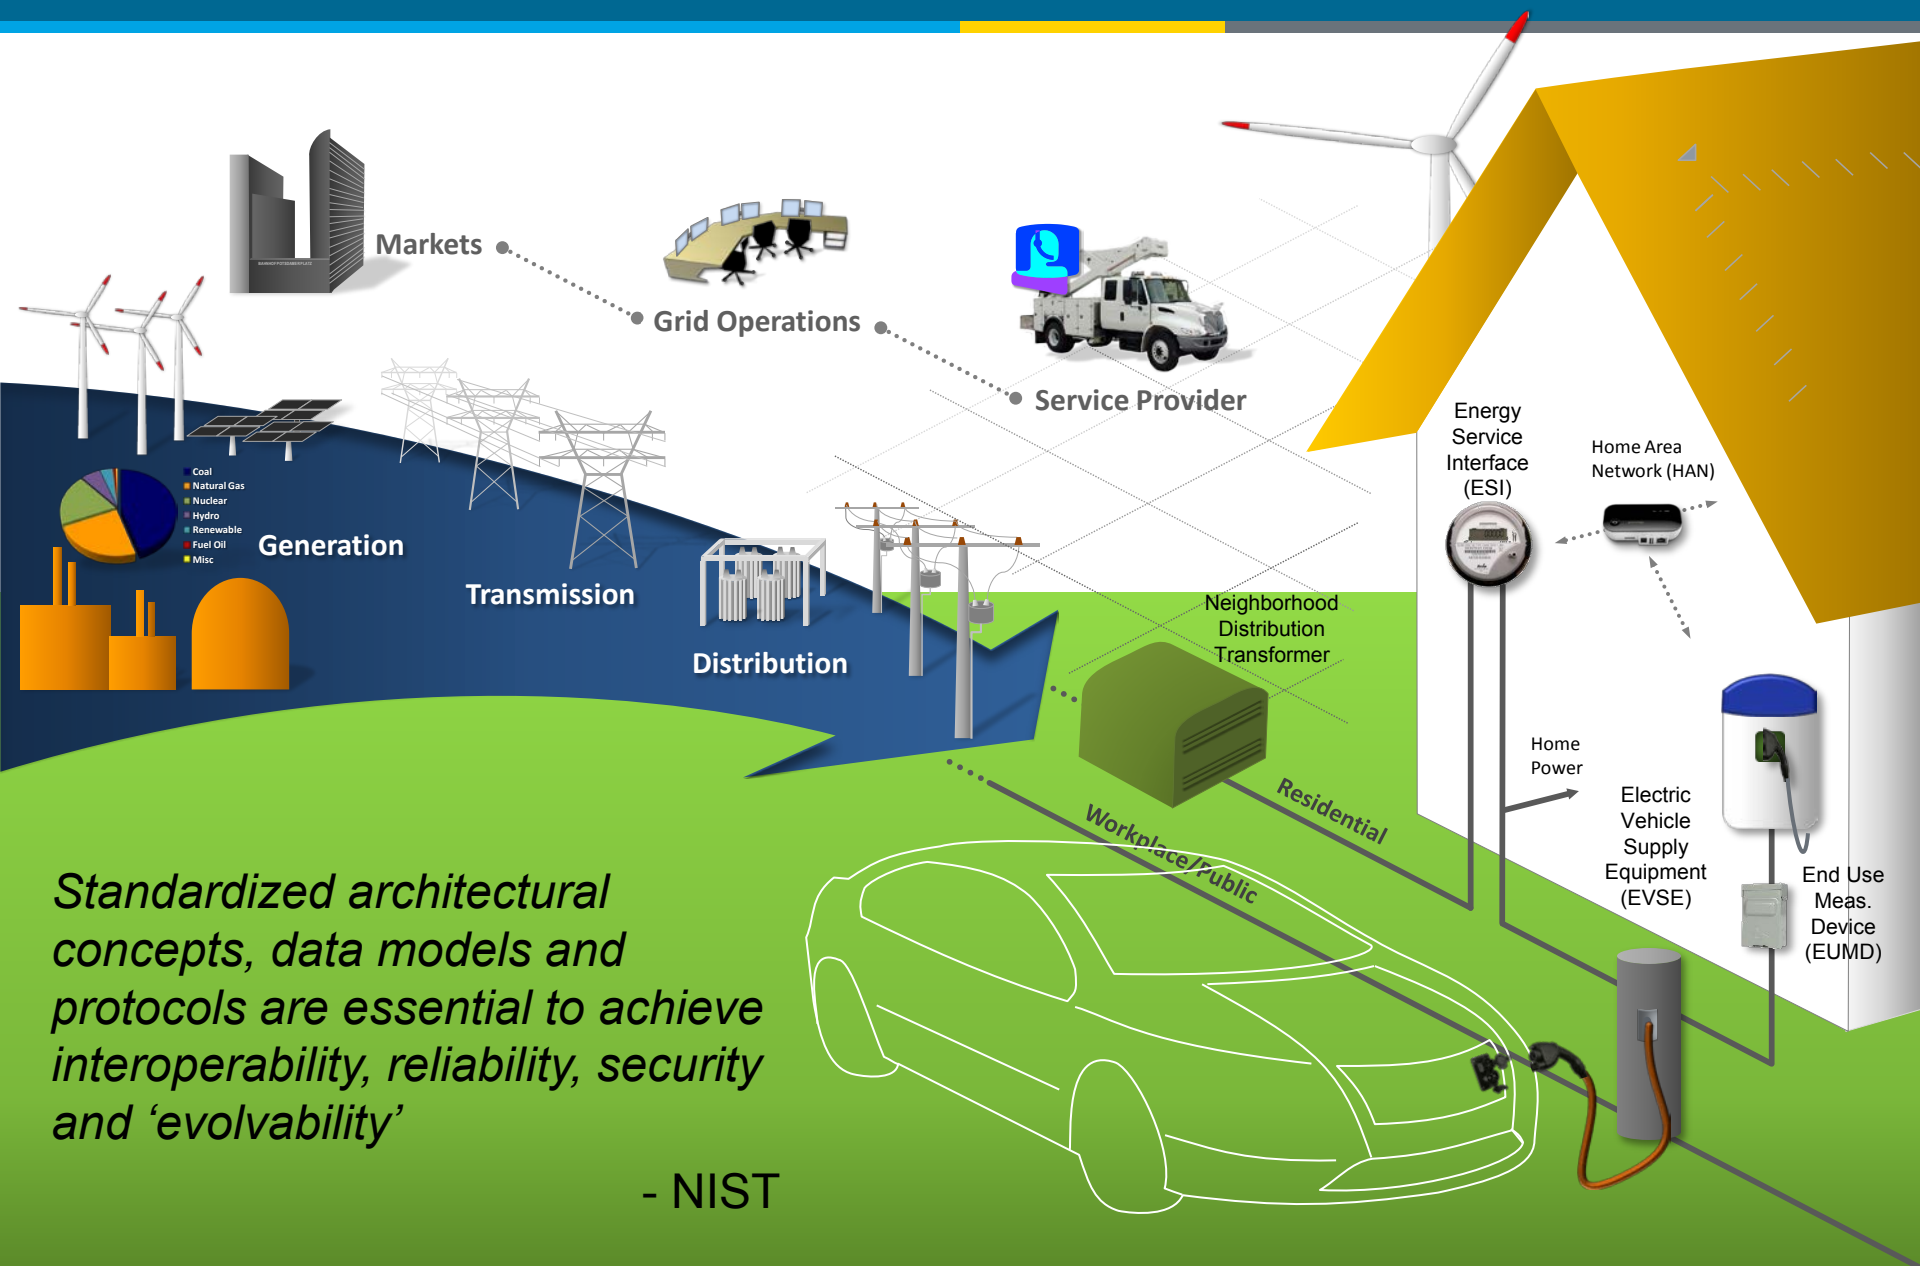 BAHNHOF POTSDAMER PLATZ
Markets
Grid Operations
Service Provider
Coal
Natural Gas
Nuclear
Hydro
Renewable
Fuel Oil
Misc
Generation
Transmission
Distribution
Neighborhood
Distribution
Transformer
Energy
Service
Interface
(ESI)
Home Area
Network (HAN)
Home
Power
Electric
Vehicle
Supply
Equipment
(EVSE)
End Use
Meas.
Device
(EUMD)
Residential
Workplace/Public
Standardized architectural
concepts, data models and
protocols are essential to achieve
interoperability, reliability, security
and ‘evolvability’
- NIST